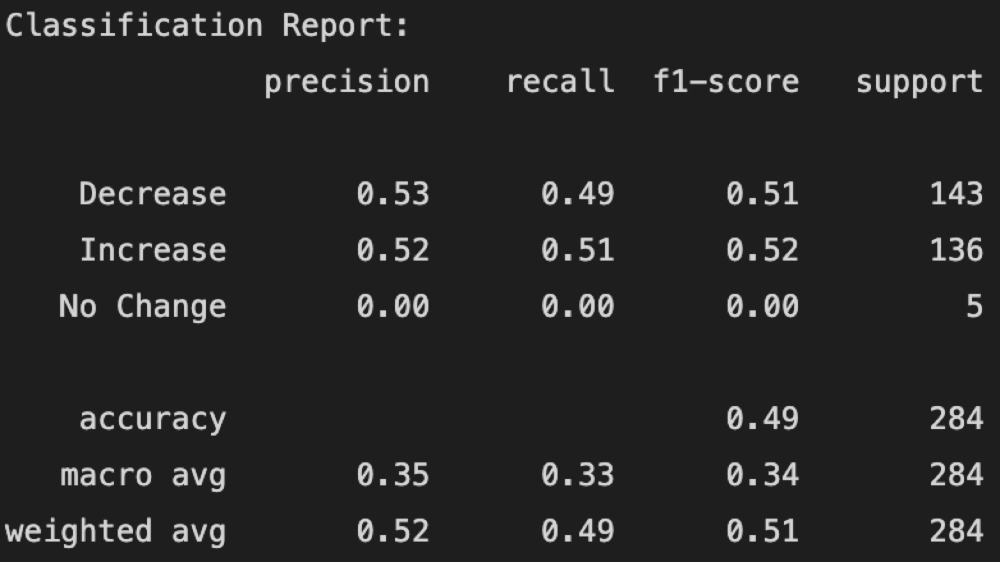 Classification Report:
precision recall f1-score support
Decrease 0.53 0.49 0.51 143
Increase 0.52 0.51 0.52 136
No Change 0.00 0.00 0.00 5
accuracy 0.49 284
macro avg 0.35 0.33 0.34 284
weighted avg 0.52 0.49 0.51 284